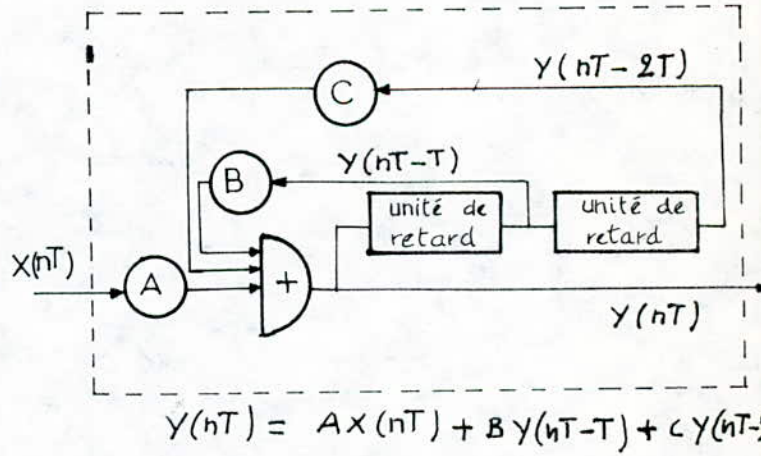 C
Y(nT-2T)
B
Y(nT-T)
unité de
retard
unité de
retard
X(nT)
A
+
Y(nT)
Y(nT) = AX(nT) + BY(nT-T) + CY(nT-